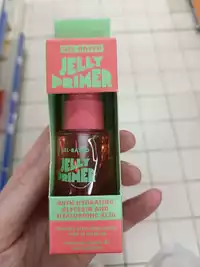 GEL-BASED
JELLY
PRIMER
GEL-BASED
JELLY
PRIMER
WITH HYDRATING
GLYCERIN AND
HYALURONIC ACID